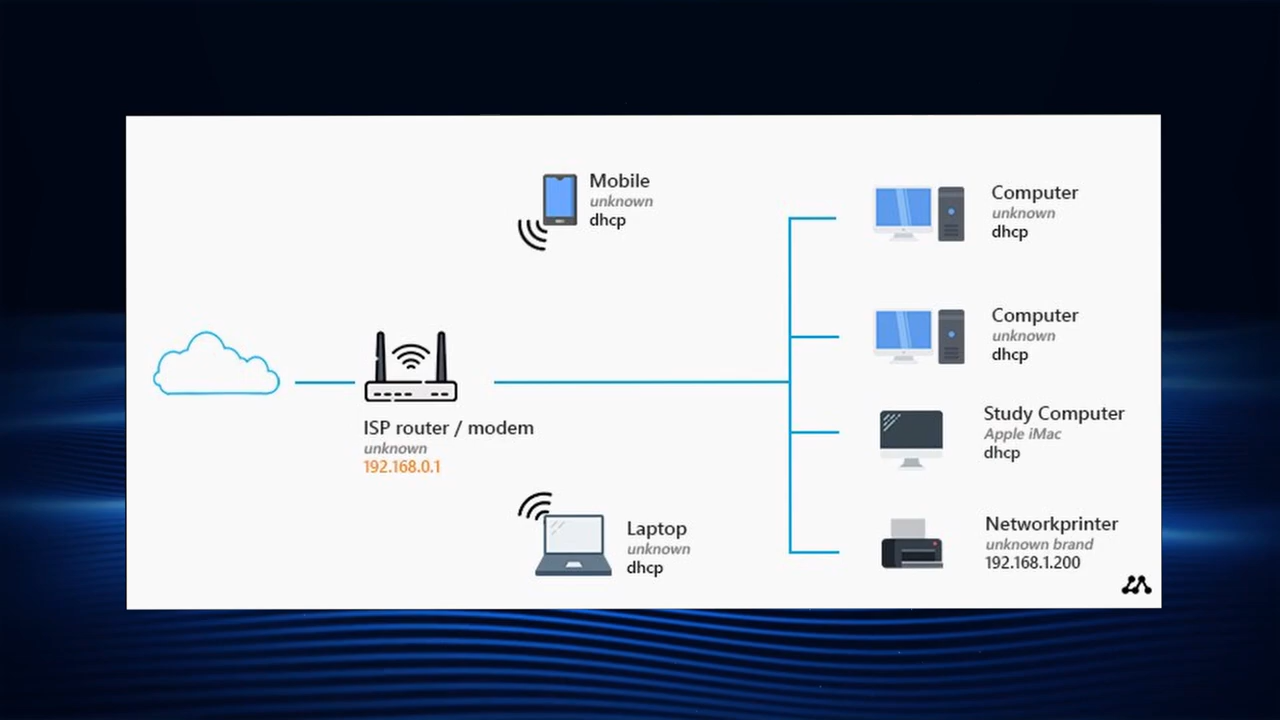 Mobile
unknown
dhcp
Computer
unknown
dhcp
Computer
unknown
dhcp
ISP router / modem
unknown
192.168.0.1
Study Computer
Apple iMac
dhcp
Laptop
unknown
dhcp
Networkprinter
unknown brand
192.168.1.200